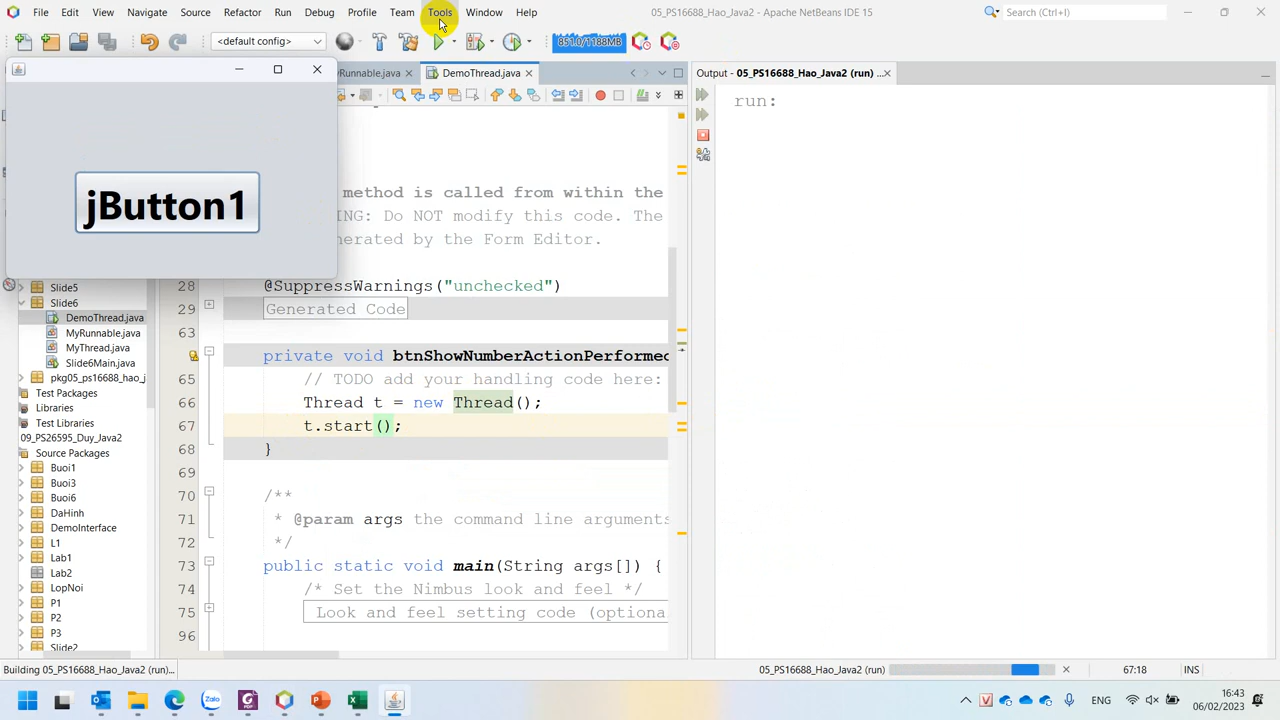 File Edit View Navigate Source Refactor Run Debug Profile Team Tools Window Help 05_PS16688_Hao_Java2 - Apache NetBeans IDE 15 Search (Ctrl+I)
<default config> 851.0/1188MB
Runnable.java DemoThread.java Output - 05_PS16688_Hao_Java2 (run) ...
run:
jButton1
method is called from within the
ING: Do NOT modify this code. The
enerated by the Form Editor.
28 @SuppressWarnings("unchecked")
29 Generated Code
63
private void btnShowNumberActionPerformed
65 // TODO add your handling code here:
66 Thread t = new Thread();
67 t.start();
68 }
69
70 /**
71 * @param args the command line arguments
72 */
73 public static void main(String args[]) {
74 /* Set the Nimbus look and feel */
75 Look and feel setting code (optiona
96
Slide5
Slide6
DemoThread.java
MyRunnable.java
MyThread.java
Slide6Main.java
pkg05_ps16688_hao_j
Test Packages
Libraries
Test Libraries
09_PS26595_Duy_Java2
Source Packages
Buoi1
Buoi3
Buoi6
DaHinh
DemoInterface
L1
Lab1
Lab2
LopNoi
P1
P2
P3
Slide2
Building 05_PS16688_Hao_Java2 (run)... 05_PS16688_Hao_Java2 (run) 67:18 INS
Zalo ENG 16:43
06/02/2023